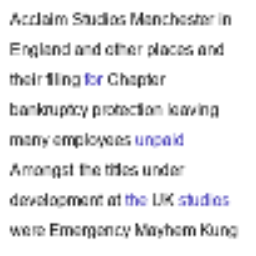 Acclaim Studios Manchester in
England and other places and
their filing for Chapter
bankruptcy protection leaving
many employees unpaid
Amongst the titles under
development at the UK studios
were Emergency Mayhem Kung